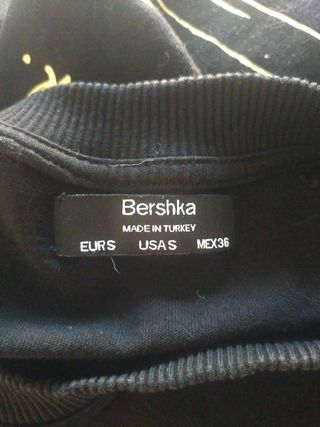 Bershka
MADE IN TURKEY
EUR S USA S MEX 36